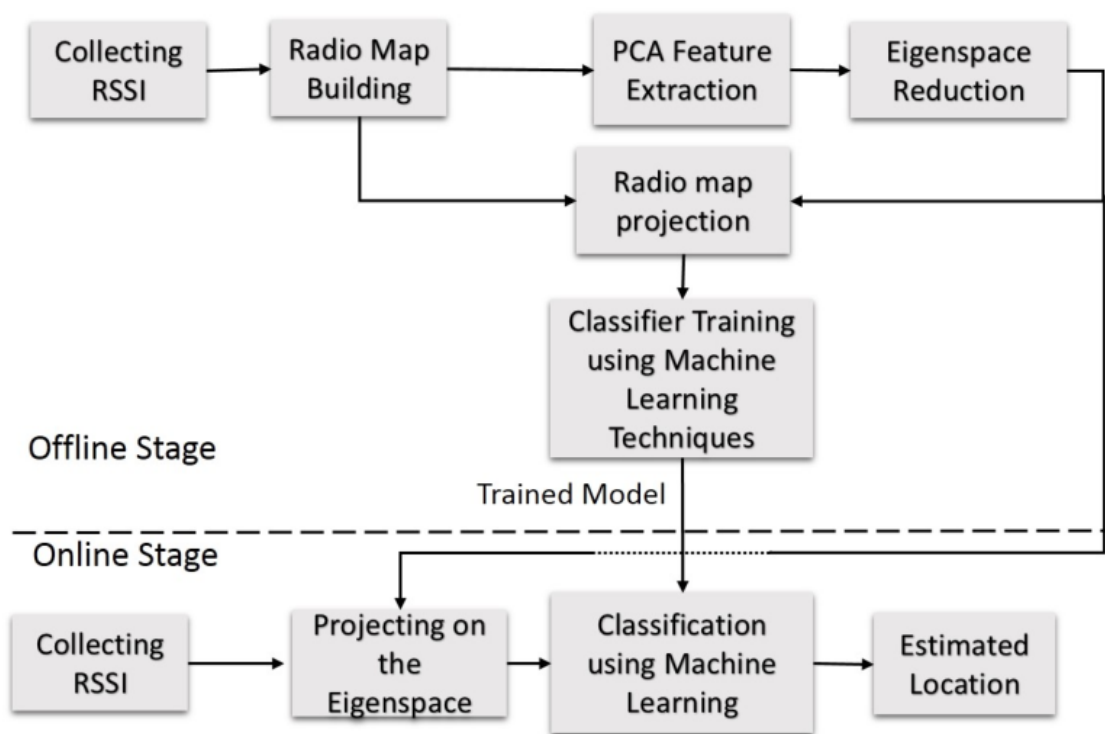 Collecting
RSSI
Radio Map
Building
PCA Feature
Extraction
Eigenspace
Reduction
Radio map
projection
Classifier Training
using Machine
Learning
Techniques
Offline Stage
Trained Model
Online Stage
Collecting
RSSI
Projecting on
the
Eigenspace
Classification
using Machine
Learning
Estimated
Location